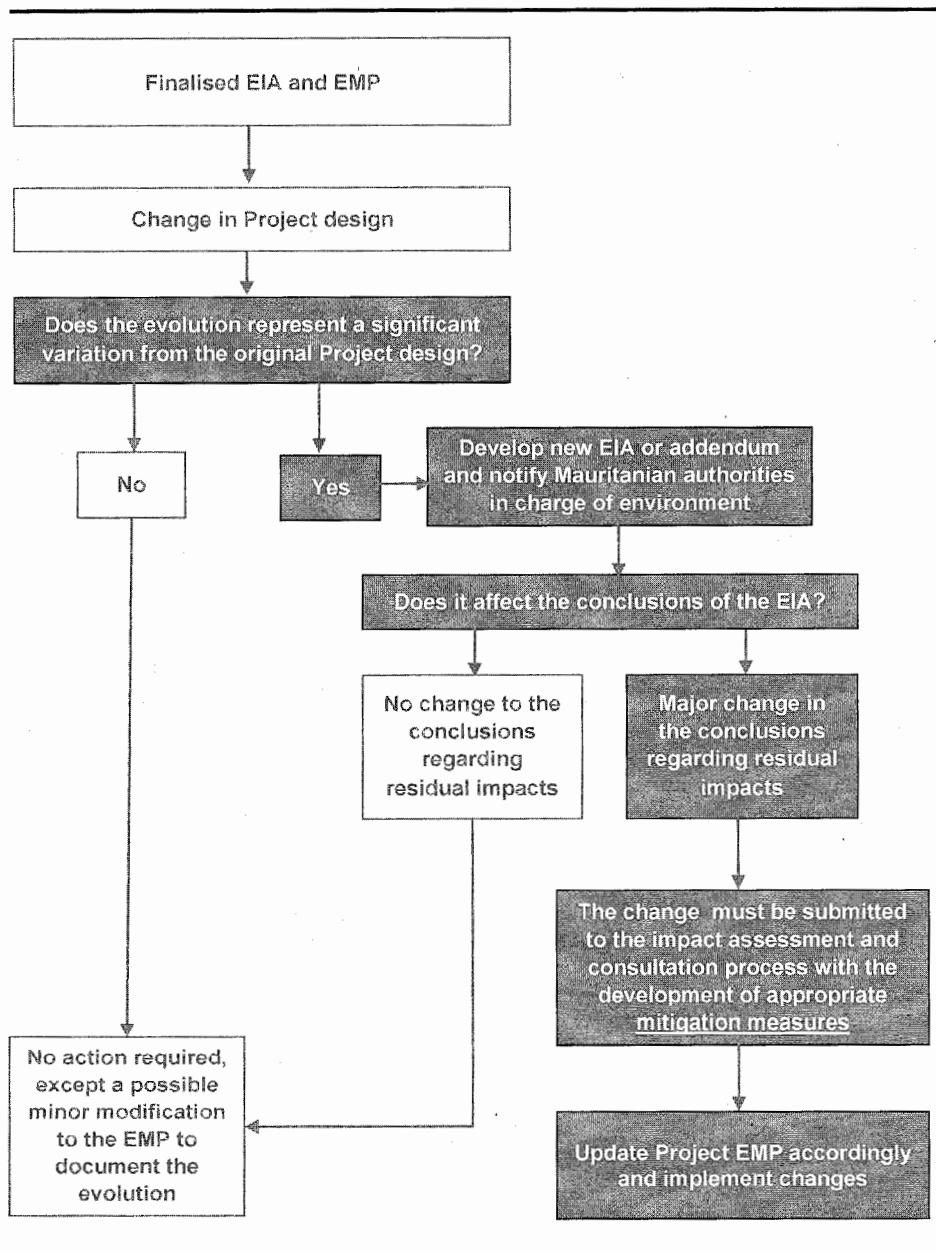 Finalised EIA and EMP
Change in Project design
Does the evolution represent a significant
variation from the original Project design?
No
Yes
Develop new EIA or addendum
and notify Mauritanian authorities
in charge of environment
Does it affect the conclusions of the EIA?
No change to the
conclusions
regarding
residual impacts
Major change in
the conclusions
regarding residual
impacts
The change must be submitted
to the impact assessment and
consultation process with the
development of appropriate
mitigation measures
No action required,
except a possible
minor modification
to the EMP to
document the
evolution
Update Project EMP accordingly
and implement changes